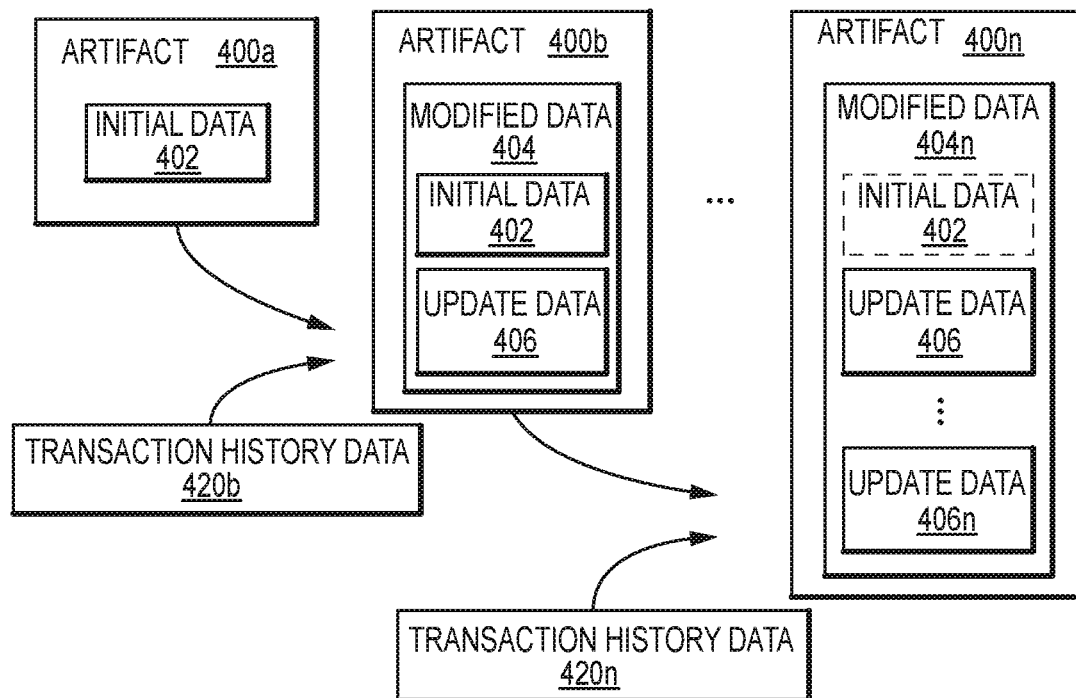 ARTIFACT 400a
INITIAL DATA
402
ARTIFACT 400b
MODIFIED DATA
404
INITIAL DATA
402
UPDATE DATA
406
...
ARTIFACT 400n
MODIFIED DATA
404n
INITIAL DATA
402
UPDATE DATA
406
...
UPDATE DATA
406n
TRANSACTION HISTORY DATA
420b
TRANSACTION HISTORY DATA
420n